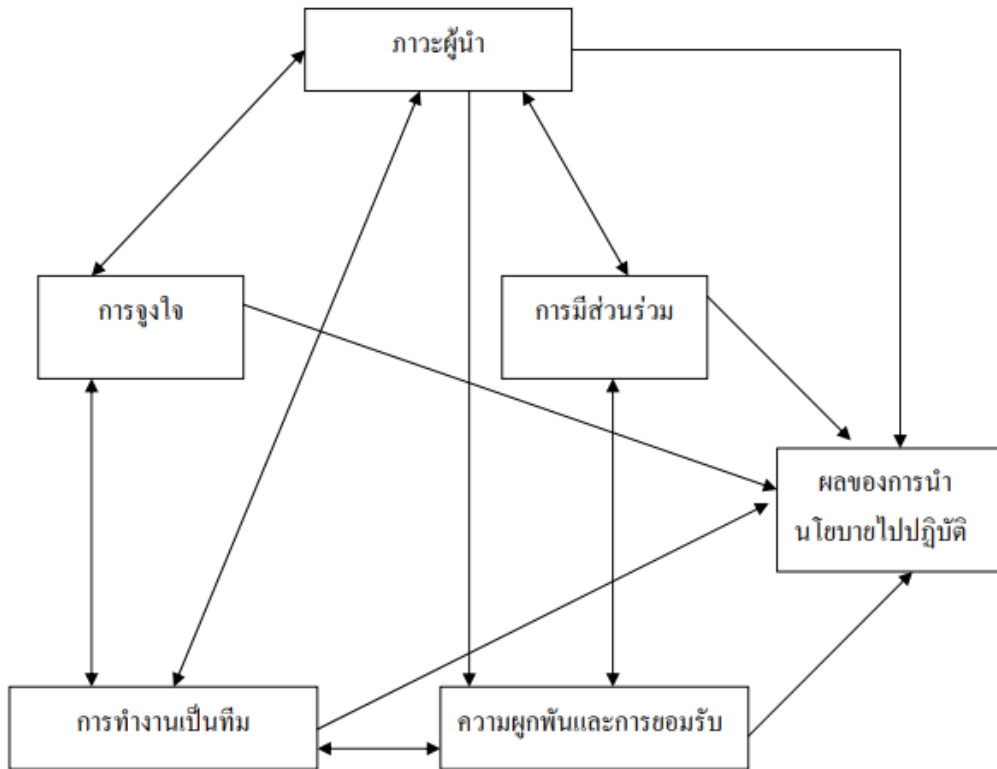 ภาวะผู้นำ
การจูงใจ
การมีส่วนร่วม
ผลของการนำ
นโยบายไปปฏิบัติ
การทำงานเป็นทีม
ความผูกพันและการยอมรับ